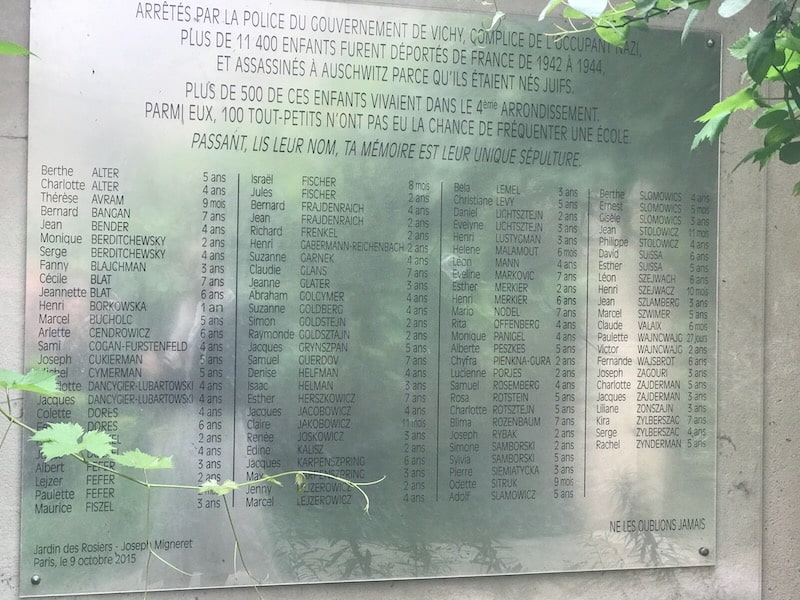 ARRÊTÉS PAR LA POLICE DU GOUVERNEMENT DE VICHY, COMPLICE DE L'OCCUPANT NAZI,
PLUS DE 11 400 ENFANTS FURENT DÉPORTÉS DE FRANCE DE 1942 À 1944,
ET ASSASSINÉS À AUSCHWITZ PARCE QU'ILS ÉTAIENT NÉS JUIFS.
PLUS DE 500 DE CES ENFANTS VIVAIENT DANS LE 4ème ARRONDISSEMENT.
PARMI EUX, 100 TOUT-PETITS N'ONT PAS EU LA CHANCE DE FRÉQUENTER UNE ÉCOLE.
PASSANT, LIS LEUR NOM, TA MÉMOIRE EST LEUR UNIQUE SÉPULTURE.
Berthe ALTER 5 ans
Charlotte ALTER 4 ans
Thérèse AVRAM 9 mois
Bernard BANGAN 7 ans
Jean BENDER 4 ans
Monique BERDITCHEWSKY 2 ans
Serge BERDITCHEWSKY 4 ans
Fanny BLAJCHMAN 3 ans
Cécile BLAT 7 ans
Jeannette BLAT 6 ans
Henri BORKOWSKA 1 an
Marcel BUCHOLC 5 ans
Arlette CENDROWICZ 6 ans
Sami COGAN-FURSTENFELD 4 ans
Joseph CUKIERMAN 5 ans
CYMERMAN 5 ans
DANCYGIER-LUBARTOWSKI 4 ans
Jacques DANCYGIER-LUBARTOWSKI 4 ans
Colette DORES 4 ans
DORES 6 ans
2 ans
4 ans
Albert FEFER 3 ans
Lejzer FEFER 2 ans
Paulette FEFER 2 ans
Maurice FISZEL 3 ans
Israël FISCHER 8 mois
Jules FISCHER 2 ans
Bernard FRAJDENRAICH 4 ans
Jean FRAJDENRAICH 2 ans
Richard FRENKEL 2 ans
Henri GABERMANN-REICHENBACH 2 ans
Suzanne GARNEK 4 ans
Claudie GLANS 7 ans
Jeanne GLATER 3 ans
Abraham GOLCYMER 4 ans
Suzanne GOLDBERG 4 ans
Simon GOLDSTEJN 2 ans
Raymonde GOLDSZTAJN 2 ans
Jacques GRYNSZPAN 5 ans
Samuel GUERDOV 7 ans
Denise HELFMAN 4 ans
Isaac HELMAN 3 ans
Esther HERSZKOWICZ 7 ans
Jacques JACOBOWICZ 4 ans
Claire JAKOBOWICZ 11 mois
Renée JOSKOWICZ 3 ans
Edine KALISZ 2 ans
Jacques KARPENSZPRING 6 ans
Max KARPENSZPRING 3 ans
Jenny LEJZEROWICZ 2 ans
Marcel LEJZEROWICZ 4 ans
Bela LEMEL 3 ans
Christiane LEVY 5 ans
Daniel LICHTSZTEJN 2 ans
Evelyne LICHTSZTEJN 3 ans
Henri LUSTYGMAN 3 ans
Hélène MALAMOUT 6 mois
Léon MANN 4 ans
Eveline MARKOVIC 7 ans
Esther MERKIER 2 ans
Henri MERKIER 6 ans
Mario NODEL 7 ans
Rita OFFENBERG 4 ans
Monique PANIGEL 4 ans
Alberte PESZKES 5 ans
Chyfra PIENKNA-GURA 2 ans
Lucienne PORJES 2 ans
Samuel ROSEMBERG 4 ans
Rosa ROTSTEIN 5 ans
Charlotte ROTSZTEJN 5 ans
Blima ROZENBAUM 7 ans
Joseph RYBAK 2 ans
Simone SAMBORSKI 2 ans
Sylvia SAMBORSKI 5 ans
Pierre SIEMIATYCKA 3 ans
Odette SITRUK 9 mois
Adolf SLAMOWICZ 5 ans
Berthe SLOMOWICS 4 ans
Ernest SLOMOWICS 5 mois
Gisèle SLOMOWICS 3 ans
Jean STOLOWICZ 11 mois
Philippe STOLOWICZ 4 ans
David SUISSA 6 ans
Esther SUISSA 5 ans
Léon SZEJWACH 6 ans
Henri SZEJWACZ 10 mois
Jean SZLAMBERG 3 ans
Marcel SZWIMER 5 ans
Claude VALAIX 6 mois
Paulette WAJNCWAJG 27 jours
Victor WAJNCWAJG 2 ans
Fernande WAJSBROT 6 ans
Joseph ZAGOURI 3 ans
Charlotte ZAJDERMAN 5 ans
Jacques ZAJDERMAN 3 ans
Liliane ZONSZAJN 3 ans
Kira ZYLBERSZAC 7 ans
Serge ZYLBERSZAC 4 ans
Rachel ZYNDERMAN 5 ans
Jardin des Rosiers - Joseph Migneret
Paris, le 9 octobre 2015
NE LES OUBLIONS JAMAIS